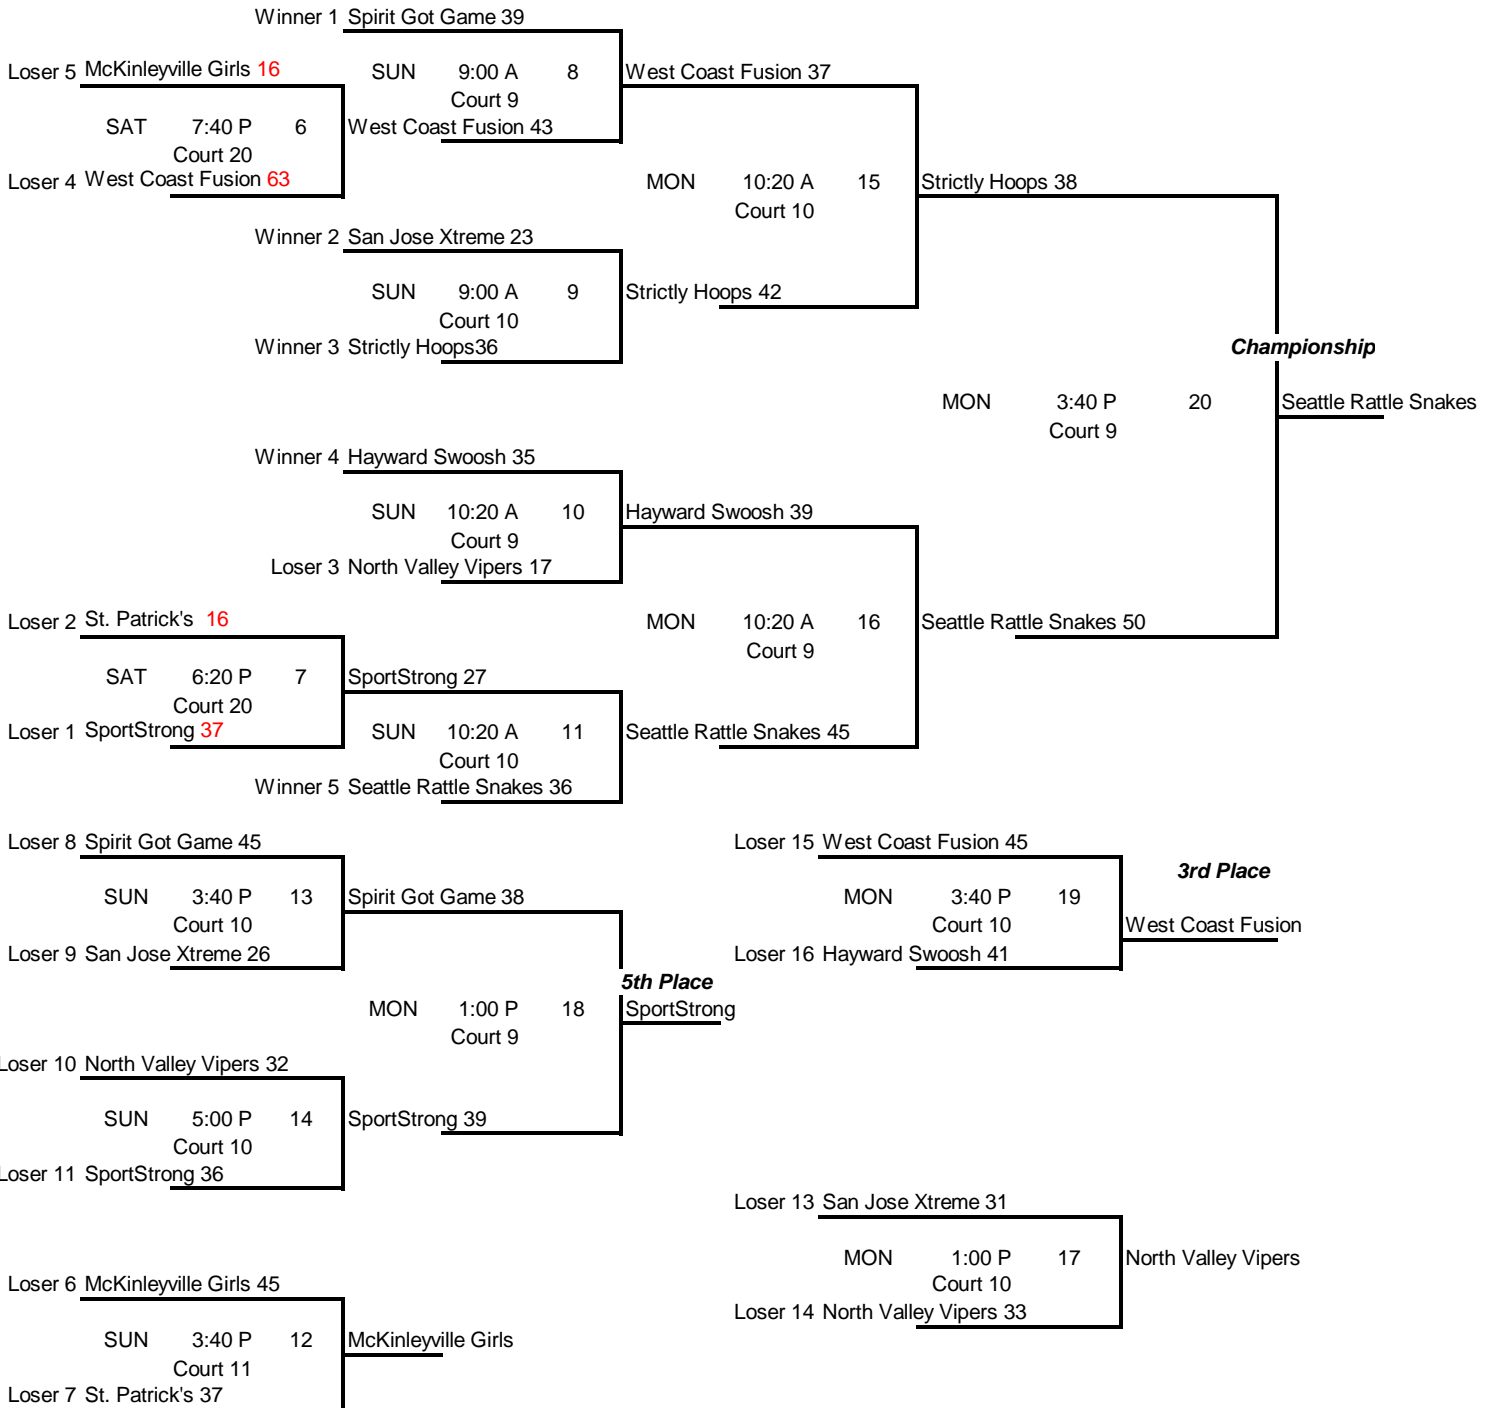 Winner 1 Spirit Got Game 39
Loser 5 McKinleyville Girls 16
SUN 9:00 A 8 West Coast Fusion 37
Court 9
SAT 7:40 P 6 West Coast Fusion 43
Court 20
Loser 4 West Coast Fusion 63
MON 10:20 A 15 Strictly Hoops 38
Court 10
Winner 2 San Jose Xtreme 23
SUN 9:00 A 9 Strictly Hoops 42
Court 10
Winner 3 Strictly Hoops36
Championship
MON 3:40 P 20 Seattle Rattle Snakes
Court 9
Winner 4 Hayward Swoosh 35
SUN 10:20 A 10 Hayward Swoosh 39
Court 9
Loser 3 North Valley Vipers 17
Loser 2 St. Patrick's 16
MON 10:20 A 16 Seattle Rattle Snakes 50
Court 9
SAT 6:20 P 7 SportStrong 27
Court 20
Loser 1 SportStrong 37
SUN 10:20 A 11 Seattle Rattle Snakes 45
Court 10
Winner 5 Seattle Rattle Snakes 36
Loser 8 Spirit Got Game 45
Loser 15 West Coast Fusion 45
3rd Place
SUN 3:40 P 13 Spirit Got Game 38
Court 10
MON 3:40 P 19
Court 10
West Coast Fusion
Loser 9 San Jose Xtreme 26
Loser 16 Hayward Swoosh 41
5th Place
MON 1:00 P 18 SportStrong
Court 9
Loser 10 North Valley Vipers 32
SUN 5:00 P 14 SportStrong 39
Court 10
Loser 11 SportStrong 36
Loser 13 San Jose Xtreme 31
MON 1:00 P 17 North Valley Vipers
Court 10
Loser 14 North Valley Vipers 33
Loser 6 McKinleyville Girls 45
SUN 3:40 P 12 McKinleyville Girls
Court 11
Loser 7 St. Patrick's 37